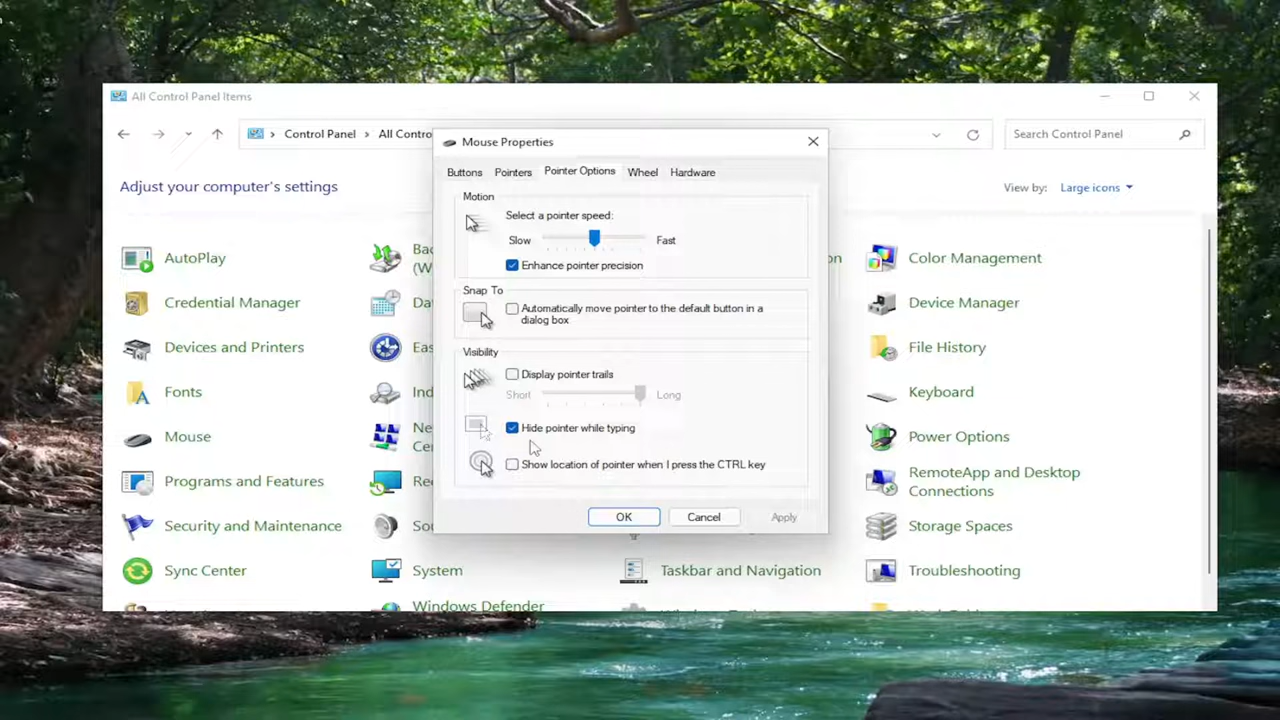 All Control Panel Items
Control Panel
All Contro
Search Control Panel
Adjust your computer's settings
View by:
Large icons
AutoPlay
Credential Manager
Devices and Printers
Fonts
Mouse
Programs and Features
Security and Maintenance
Sync Center
Bac
(W
Da
Eas
Ind
Ne
Cer
Rec
Sou
System
Windows Defender
Mouse Properties
Buttons
Pointers
Pointer Options
Wheel
Hardware
Motion
Select a pointer speed:
Slow
Fast
Enhance pointer precision
Snap To
Automatically move pointer to the default button in a
dialog box
Visibility
Display pointer trails
Short
Long
Hide pointer while typing
Show location of pointer when I press the CTRL key
OK
Cancel
Apply
Taskbar and Navigation
on
Color Management
Device Manager
File History
Keyboard
Power Options
RemoteApp and Desktop
Connections
Storage Spaces
Troubleshooting